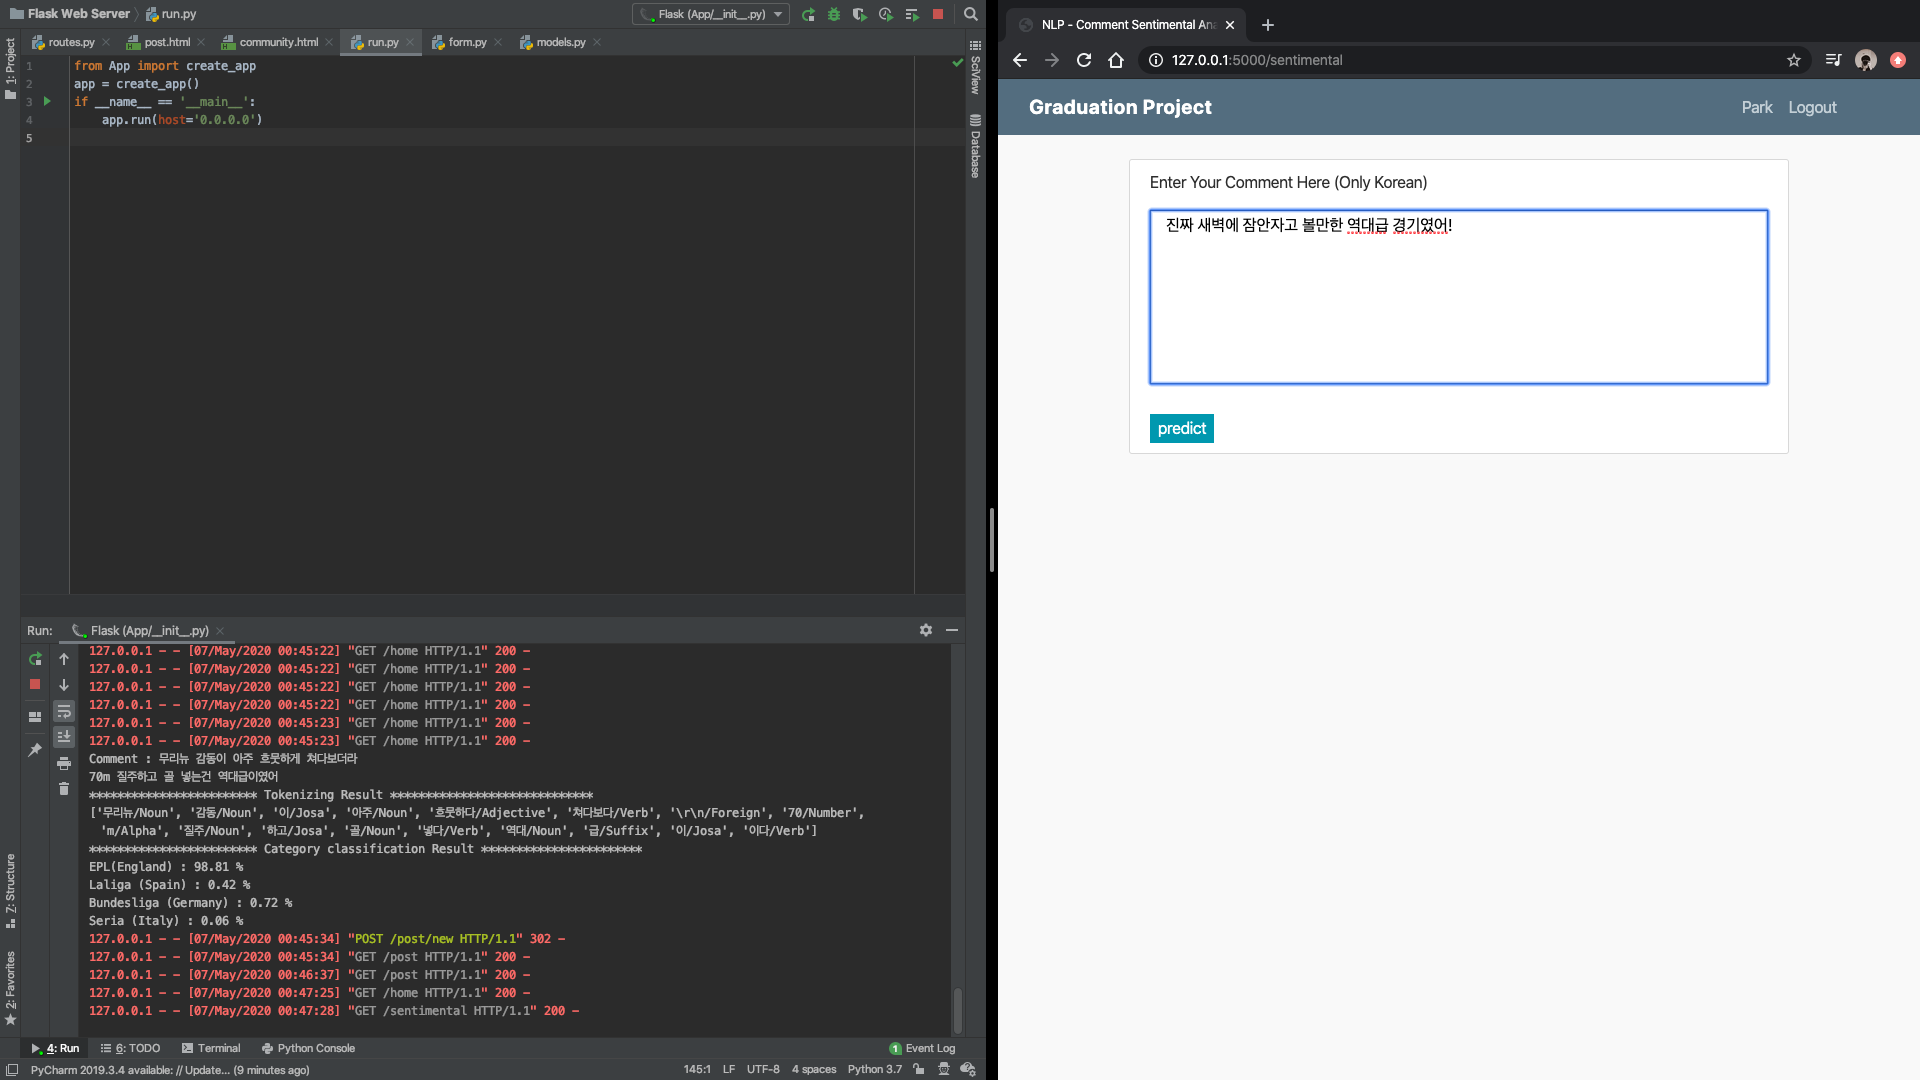 Flask Web Server run.py
Flask (App/__init__.py)
routes.py post.html community.html run.py form.py models.py
1 from App import create_app
2 app = create_app()
3 if __name__ == '__main__':
4 app.run(host='0.0.0.0')
5
1: Project
SciView
Database
Run: Flask (App/__init__.py)
127.0.0.1 - - [07/May/2020 00:45:22] "GET /home HTTP/1.1" 200 -
127.0.0.1 - - [07/May/2020 00:45:22] "GET /home HTTP/1.1" 200 -
127.0.0.1 - - [07/May/2020 00:45:22] "GET /home HTTP/1.1" 200 -
127.0.0.1 - - [07/May/2020 00:45:22] "GET /home HTTP/1.1" 200 -
127.0.0.1 - - [07/May/2020 00:45:23] "GET /home HTTP/1.1" 200 -
127.0.0.1 - - [07/May/2020 00:45:23] "GET /home HTTP/1.1" 200 -
Comment : 무리뉴 감동이 아주 흐뭇하게 쳐다보더라
70m 질주하고 골 넣는건 역대급이였어
************************ Tokenizing Result *****************************
['무리뉴/Noun', '감동/Noun', '이/Josa', '아주/Noun', '흐뭇하다/Adjective', '쳐다보다/Verb', '\r\n/Foreign', '70/Number',
'm/Alpha', '질주/Noun', '하고/Josa', '골/Noun', '넣다/Verb', '역대/Noun', '급/Suffix', '이/Josa', '이다/Verb']
************************ Category classification Result ***********************
EPL(England) : 98.81 %
Laliga (Spain) : 0.42 %
Bundesliga (Germany) : 0.72 %
Seria (Italy) : 0.06 %
127.0.0.1 - - [07/May/2020 00:45:34] "POST /post/new HTTP/1.1" 302 -
127.0.0.1 - - [07/May/2020 00:45:34] "GET /post HTTP/1.1" 200 -
127.0.0.1 - - [07/May/2020 00:46:37] "GET /post HTTP/1.1" 200 -
127.0.0.1 - - [07/May/2020 00:47:25] "GET /home HTTP/1.1" 200 -
127.0.0.1 - - [07/May/2020 00:47:28] "GET /sentimental HTTP/1.1" 200 -
Z: Structure
2: Favorites
4: Run 6: TODO Terminal Python Console 1 Event Log
PyCharm 2019.3.4 available: // Update... (9 minutes ago) 145:1 LF UTF-8 4 spaces Python 3.7
NLP - Comment Sentimental An
127.0.0.1:5000/sentimental
Graduation Project Park Logout
Enter Your Comment Here (Only Korean)
진짜 새벽에 잠안자고 볼만한 역대급 경기였어!
predict